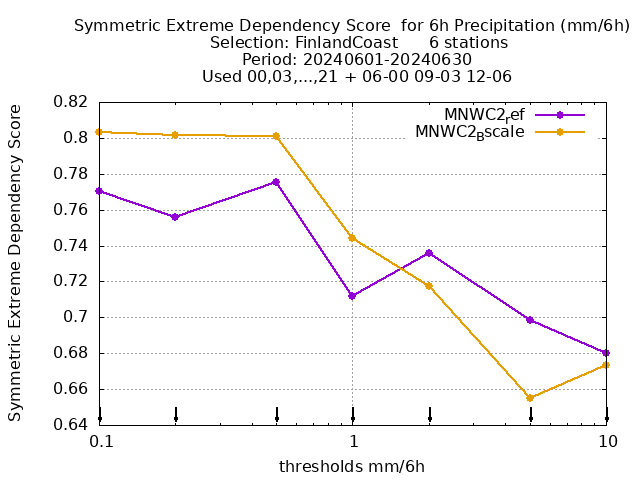 Symmetric Extreme Dependency Score  for 6h Precipitation (mm/6h)
Selection: FinlandCoast      6 stations
Period: 20240601-20240630
Used 00,03,...,21 + 06-00 09-03 12-06
Symmetric Extreme Dependency Score
0.82
0.8
0.78
0.76
0.74
0.72
0.7
0.68
0.66
0.64
MNWC2_ref
MNWC2_Bscale
0.1
1
10
thresholds mm/6h